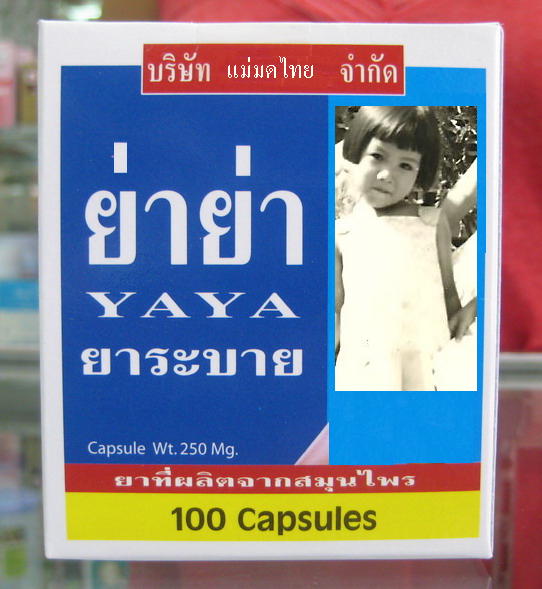 บริษัท แม่มดไทย จำกัด
ย่าย่า
YAYA
ยาระบาย
Capsule Wt. 250 Mg.
ยาที่ผลิตจากสมุนไพร
100 Capsules